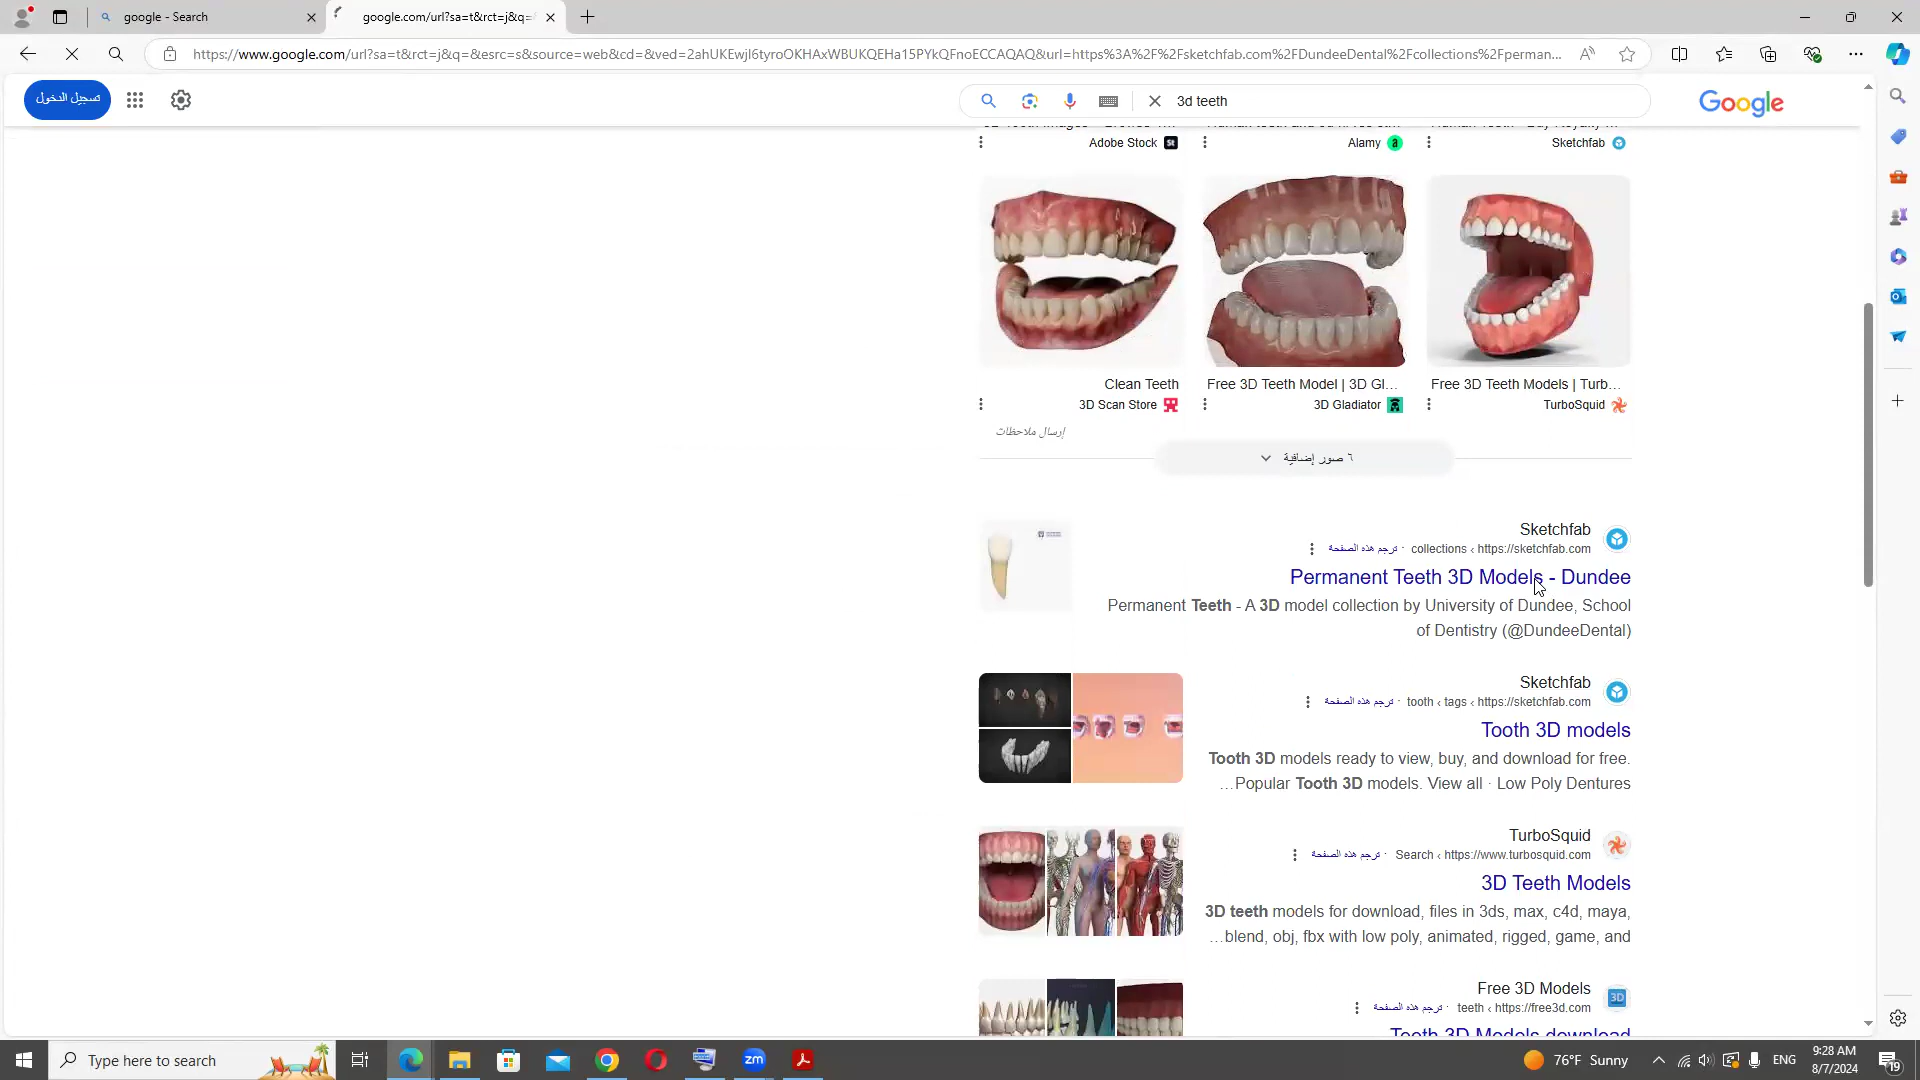 google - Search
google.com/url?sa=t&rct=j&q=
https://www.google.com/url?sa=t&rct=j&q=&esrc=s&source=web&cd=&ved=2ahUKEwjl6tyroOKHAxWBUKQEHa15PYkQFnoECCAQAQ&url=https%3A%2F%2Fsketchfab.com%2FDundeeDental%2Fcollections%2Fperman...
تسجيل الدخول
3d teeth
Google
Adobe Stock
Alamy
Sketchfab
Clean Teeth
3D Scan Store
Free 3D Teeth Model | 3D Gl...
3D Gladiator
Free 3D Teeth Models | Turb...
TurboSquid
إرسال ملاحظات
٦ صور إضافية
Sketchfab
https://sketchfab.com › collections · ترجم هذه الصفحة
Permanent Teeth 3D Models - Dundee
Permanent Teeth - A 3D model collection by University of Dundee, School
of Dentistry (@DundeeDental)
Sketchfab
https://sketchfab.com › tags › tooth · ترجم هذه الصفحة
Tooth 3D models
Tooth 3D models ready to view, buy, and download for free.
Popular Tooth 3D models. View all · Low Poly Dentures...
TurboSquid
https://www.turbosquid.com › Search · ترجم هذه الصفحة
3D Teeth Models
3D teeth models for download, files in 3ds, max, c4d, maya,
blend, obj, fbx with low poly, animated, rigged, game, and...
Free 3D Models
https://free3d.com › teeth · ترجم هذه الصفحة
Teeth 3D Models download
Type here to search
76°F Sunny
ENG
9:28 AM
8/7/2024
19